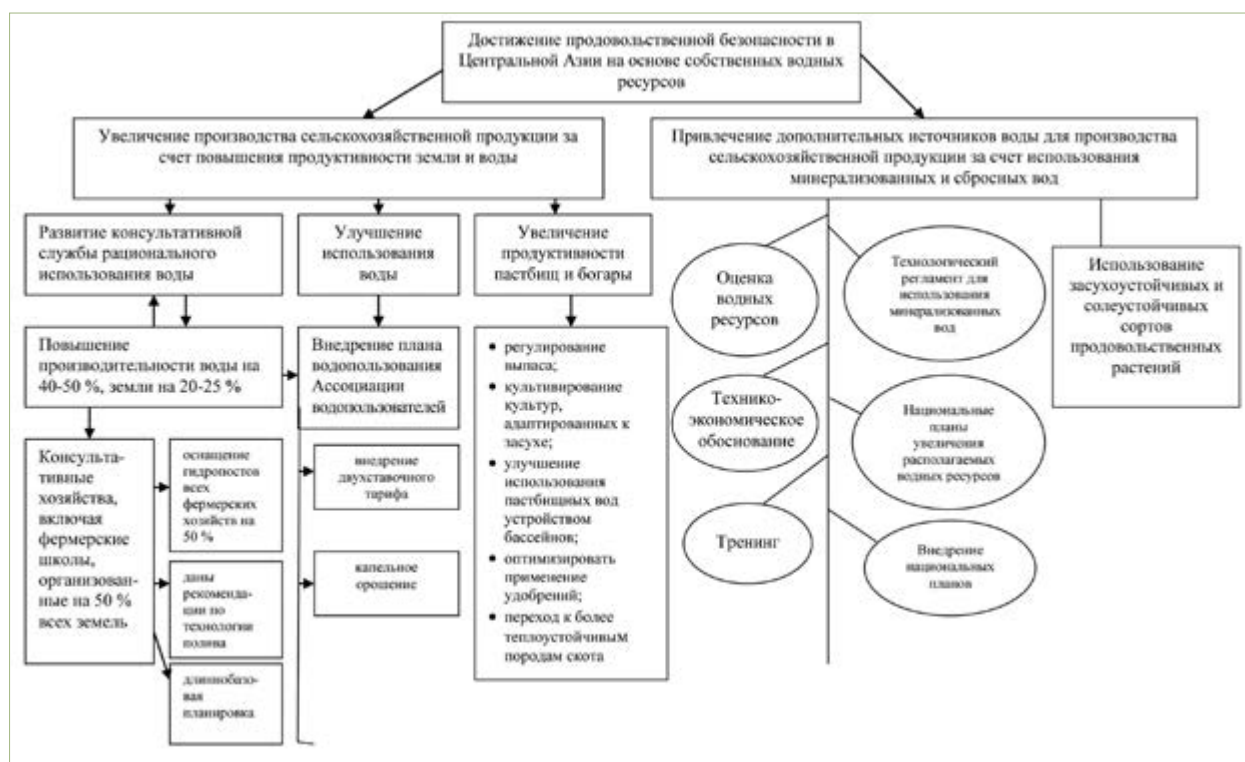 Достижение продовольственной безопасности в
Центральной Азии на основе собственных водных
ресурсов
Увеличение производства сельскохозяйственной продукции за
счет повышения продуктивности земли и воды
Привлечение дополнительных источников воды для производства
сельскохозяйственной продукции за счет использования
минерализованных и сбросных вод
Развитие консультативной
службы рационального
использования воды
Улучшение
использования
воды
Увеличение
продуктивности
пастбищ и богары
Оценка
водных
ресурсов
Технологический
регламент для
использования
минерализованных
вод
Использование
засухоустойчивых и
солеустойчивых
сортов
продовольственных
растений
Повышение
производительности воды на
40-50 %, земли на 20-25 %
Внедрение плана
водопользования
Ассоциации
водопользователей
• регулирование
выпаса;
• культивирование
культур,
адаптированных к
засухе;
• улучшение
использования
пастбищных вод
устройством
бассейнов;
• оптимизировать
применение
удобрений;
• переход к более
теплоустойчивым
породам скота
Технико-
экономическое
обоснование
Национальные
планы
увеличения
располагаемых
водных ресурсов
Консульта-
тивные
хозяйства,
включая
фермерские
школы,
организован-
ные на 50 %
всех земель
оснащение
гидропостов
всех
фермерских
хозяйств на
50 %
внедрение
двухставочного
тарифа
Тренинг
Внедрение
национальных
планов
даны
рекоменда-
ции по
технологии
полива
капельное
орошение
длиннобазо-
вая
планировка